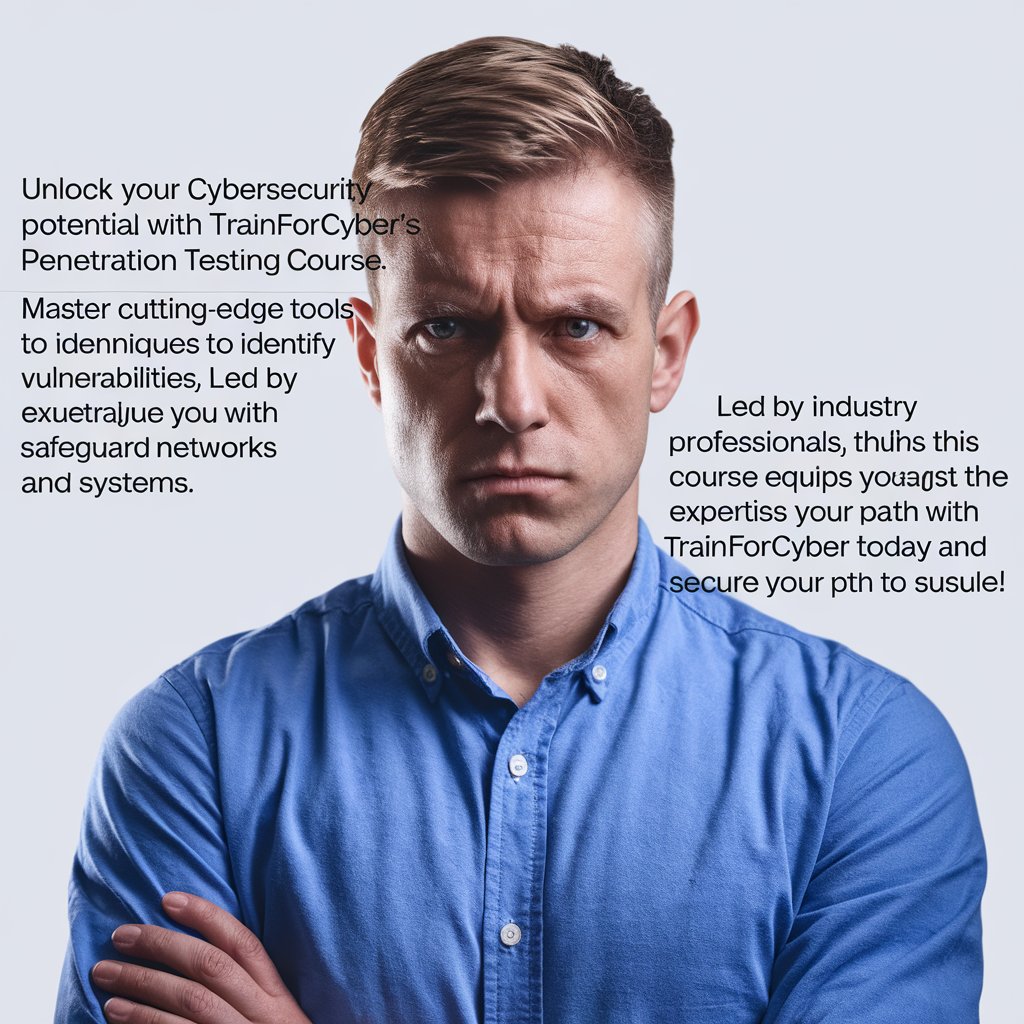 Unlock your Cybersecurity
potential with TrainForCyber's
Penetration Testing Course.
Master cutting-edge tools
to idenniques to identify
vulnerabilities, Led by
you with
safeguard networks
and systems.
Led by industry
professionals, this
course equips the
expertiss your path with
TrainForCyber today and
secure your pth to susule!